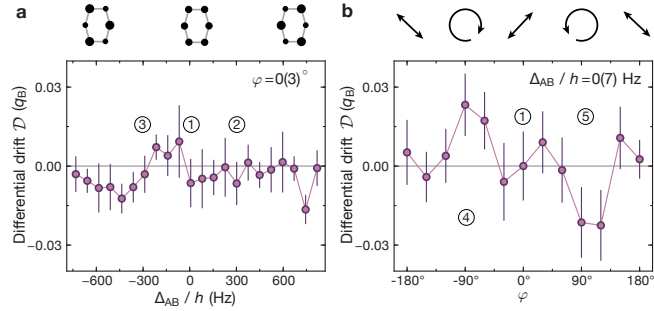 a
b
φ=0(3)°
Δ_AB / h=0(7) Hz
③ ① ②
① ⑤
④
0.03
0.00
−0.03
Differential drift 𝒟 (q_B)
−600 −300 0 300 600
Δ_AB / h (Hz)
0.03
0.00
−0.03
Differential drift 𝒟 (q_B)
-180° -90° 0° 90° 180°
φ